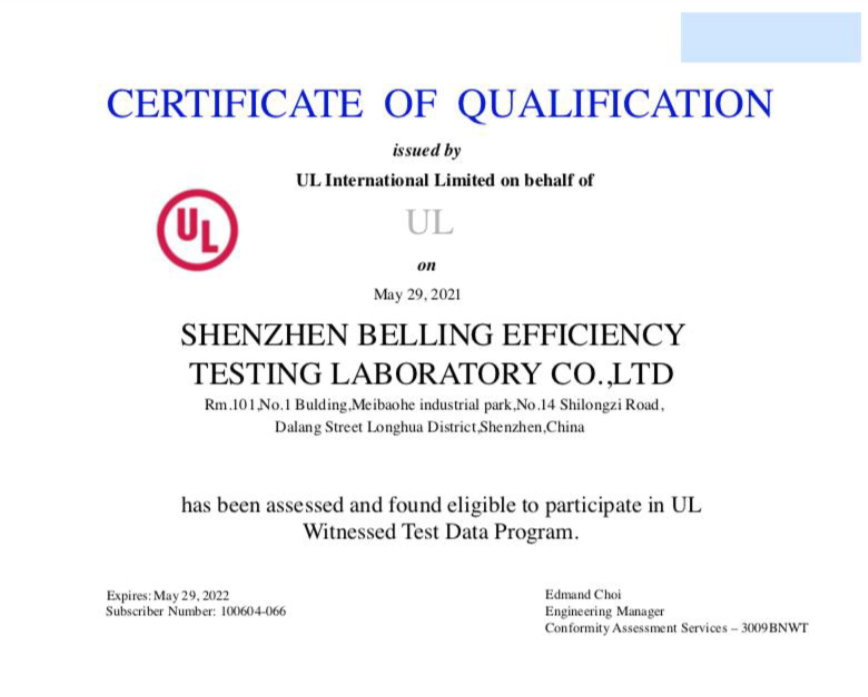 CERTIFICATE OF QUALIFICATION
issued by
UL International Limited on behalf of
UL
UL
on
May 29, 2021
SHENZHEN BELLING EFFICIENCY
TESTING LABORATORY CO.,LTD
Rm.101,No.1 Bulding,Meibaohe industrial park,No.14 Shilongzi Road,
Dalang Street Longhua District,Shenzhen,China
has been assessed and found eligible to participate in UL
Witnessed Test Data Program.
Expires: May 29, 2022
Subscriber Number: 100604-066
Edmand Choi
Engineering Manager
Conformity Assessment Services – 3009BNWT